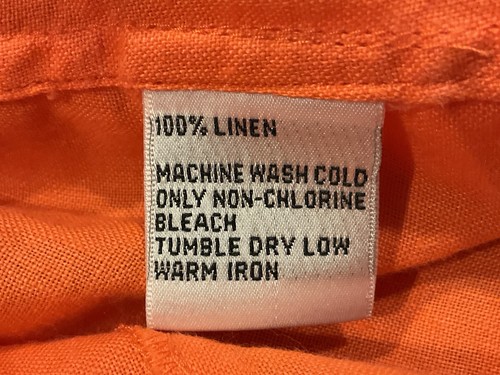 100% LINEN
MACHINE WASH COLD
ONLY NON-CHLORINE
BLEACH
TUMBLE DRY LOW
WARM IRON